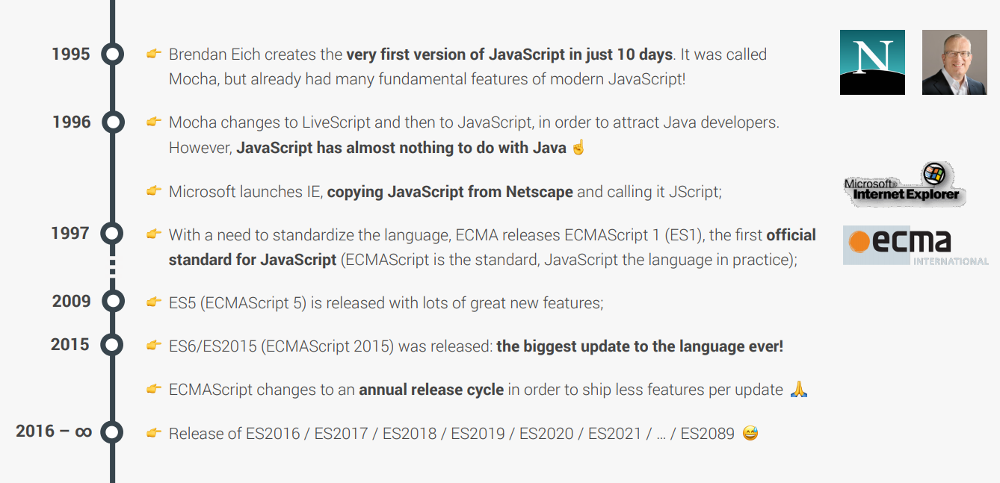 1995
👉 Brendan Eich creates the very first version of JavaScript in just 10 days. It was called
Mocha, but already had many fundamental features of modern JavaScript!
N
1996
👉 Mocha changes to LiveScript and then to JavaScript, in order to attract Java developers.
However, JavaScript has almost nothing to do with Java ☝️
👉 Microsoft launches IE, copying JavaScript from Netscape and calling it JScript;
Microsoft®
Internet Explorer
1997
👉 With a need to standardize the language, ECMA releases ECMAScript 1 (ES1), the first official
standard for JavaScript (ECMAScript is the standard, JavaScript the language in practice);
ecma
INTERNATIONAL
2009
👉 ES5 (ECMAScript 5) is released with lots of great new features;
2015
👉 ES6/ES2015 (ECMAScript 2015) was released: the biggest update to the language ever!
👉 ECMAScript changes to an annual release cycle in order to ship less features per update 🙏
2016 – ∞
👉 Release of ES2016 / ES2017 / ES2018 / ES2019 / ES2020 / ES2021 / … / ES2089 😅